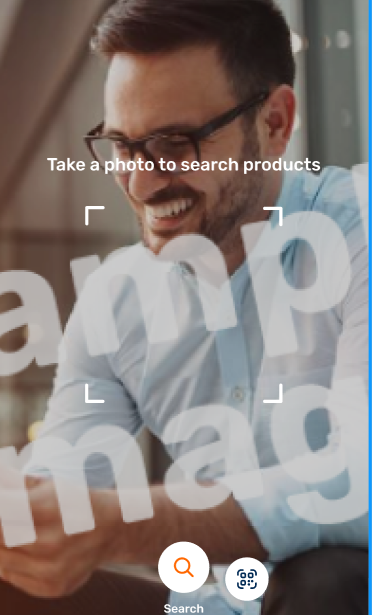 Take a photo to search products
ampl
mag
Search